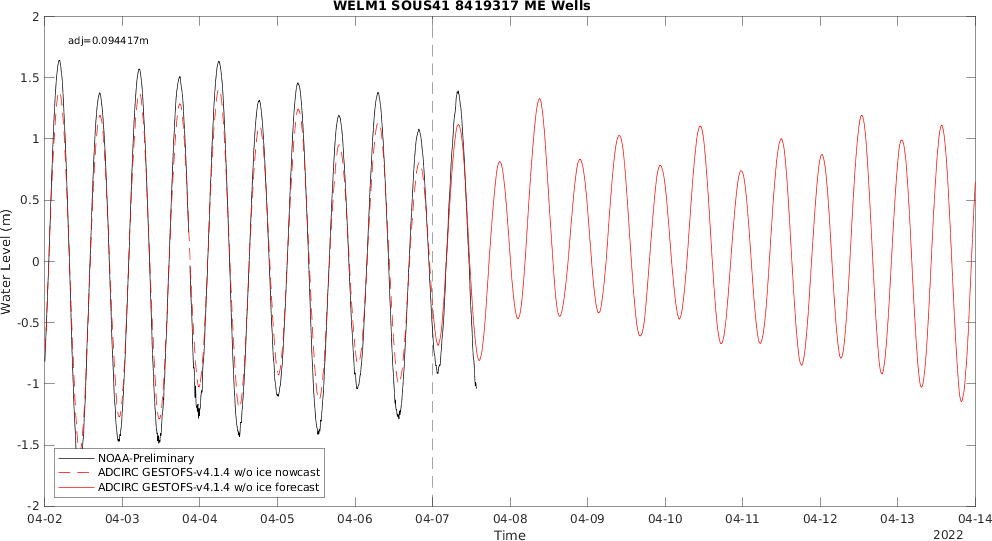 WELM1 SOUS41 8419317 ME Wells
adj=0.094417m
Water Level (m)
2
1.5
1
0.5
0
-0.5
-1
-1.5
-2
NOAA-Preliminary
ADCIRC GESTOFS-v4.1.4 w/o ice nowcast
ADCIRC GESTOFS-v4.1.4 w/o ice forecast
04-02 04-03 04-04 04-05 04-06 04-07 04-08 04-09 04-10 04-11 04-12 04-13 04-14
Time
2022